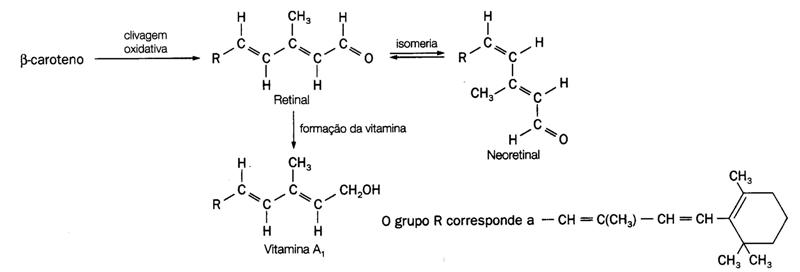 β-caroteno
clivagem
oxidativa
H CH₃ H
C C C
R C C O
H H
Retinal
isomeria
H
C H
R C
CH₃ C H
C
H C O
Neoretinal
formação da vitamina
H CH₃
C C CH₂OH
R C C
H H
Vitamina A₁
O grupo R corresponde a — CH = C(CH₃) — CH = CH —
CH₃
CH₃ CH₃